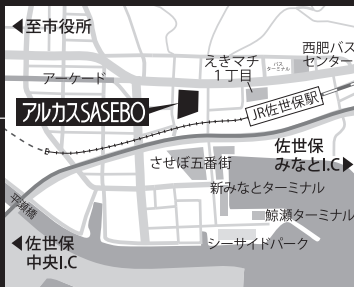 ◀至市役所
西肥バス
センター
バス
ターミナル
えきマチ
1丁目
アーケード
アルカスSASEBO
JR佐世保駅
佐世保
みなとI.C▶
させぼ五番街
新みなとターミナル
平瀬橋
鯨瀬ターミナル
◀佐世保
中央I.C
シーサイドパーク